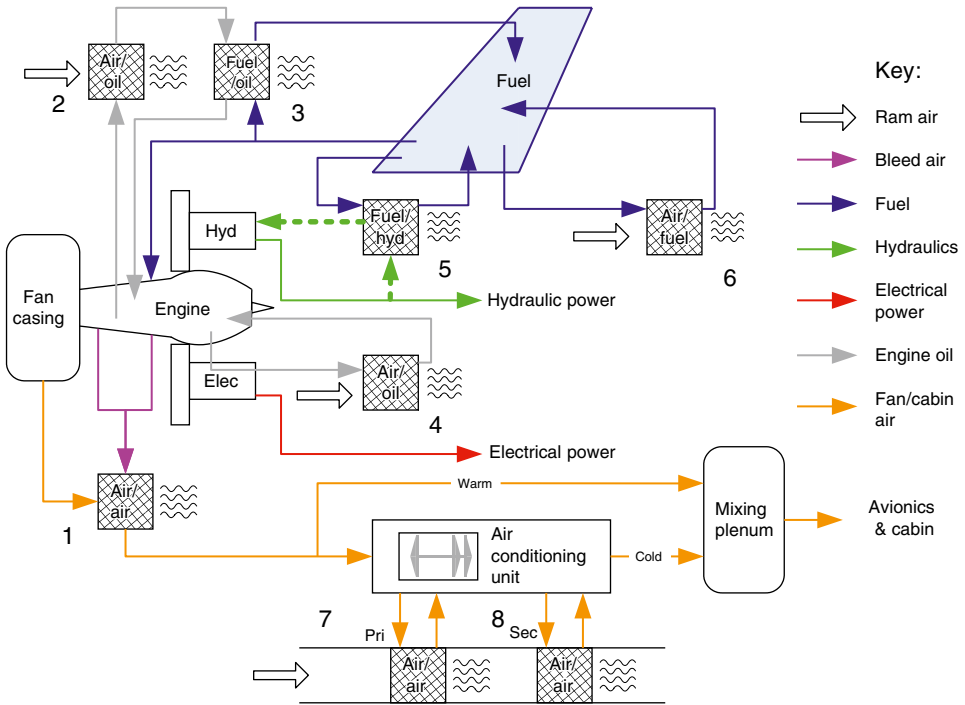 Air/
oil
2
Fuel
/oil
3
Fuel
Key:
Ram air
Bleed air
Fuel
Hydraulics
Electrical
power
Engine oil
Fan/cabin
air
Hyd
Fuel/
hyd
5
Air/
fuel
6
Fan
casing
Engine
Hydraulic power
Elec
Air/
oil
4
Electrical power
Air/
air
1
Warm
Mixing
plenum
Avionics
& cabin
Air
conditioning
unit
Cold
7
Pri
8
Sec
Air/
air
Air/
air